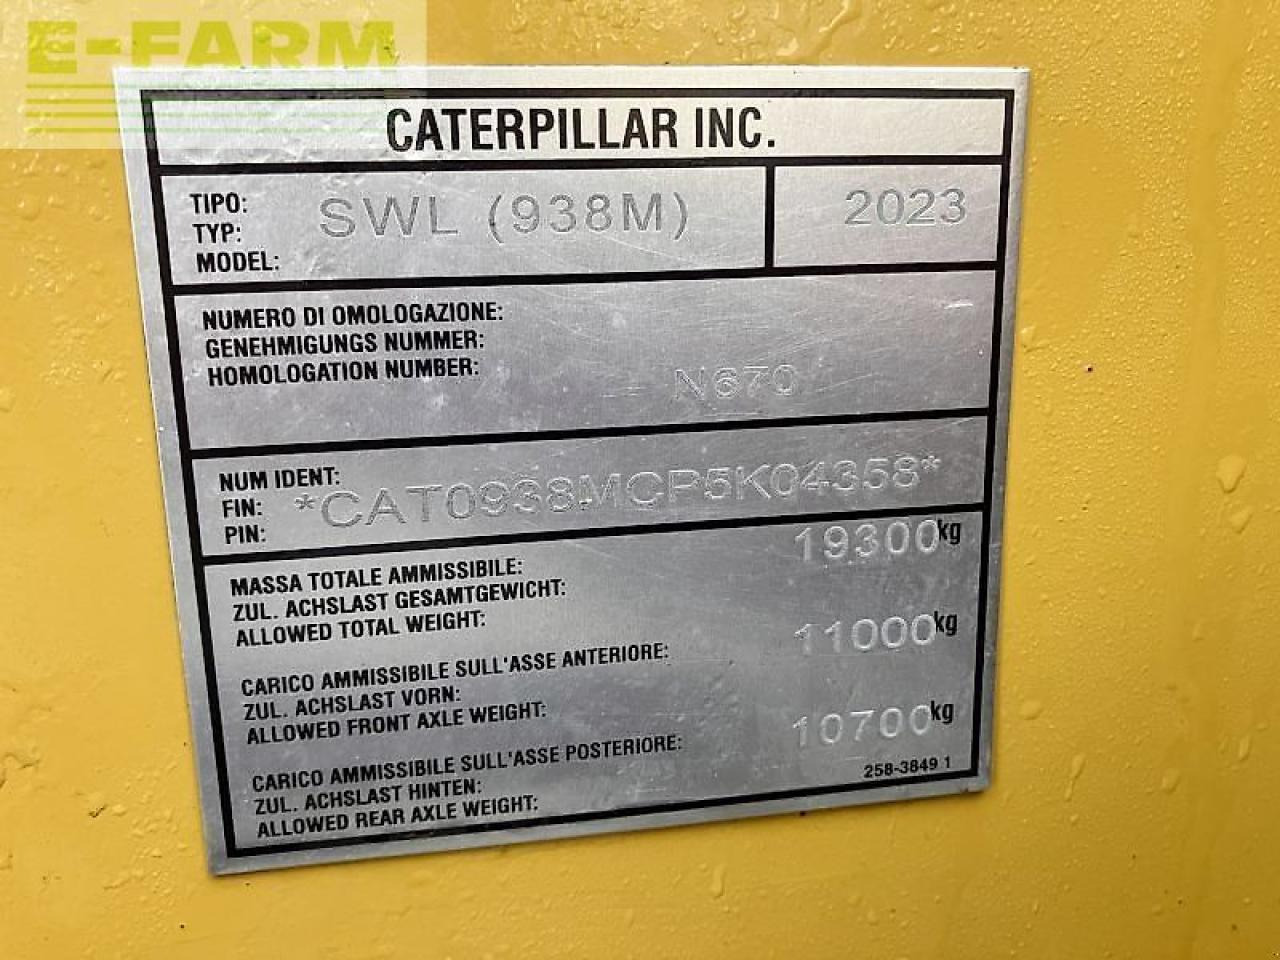 E-FARM
CATERPILLAR INC.
TIPO:
TYP:
MODEL:
SWL (938M)
2023
NUMERO DI OMOLOGAZIONE:
GENEHMIGUNGS NUMMER:
HOMOLOGATION NUMBER:
N670
NUM IDENT:
FIN:
PIN:
*CAT0938MCP5K04358*
MASSA TOTALE AMMISSIBILE:
ZUL. ACHSLAST GESAMTGEWICHT:
ALLOWED TOTAL WEIGHT:
19300kg
CARICO AMMISSIBILE SULL'ASSE ANTERIORE:
ZUL. ACHSLAST VORN:
ALLOWED FRONT AXLE WEIGHT:
11000kg
CARICO AMMISSIBILE SULL'ASSE POSTERIORE:
ZUL. ACHSLAST HINTEN:
ALLOWED REAR AXLE WEIGHT:
10700kg
258-3849 1